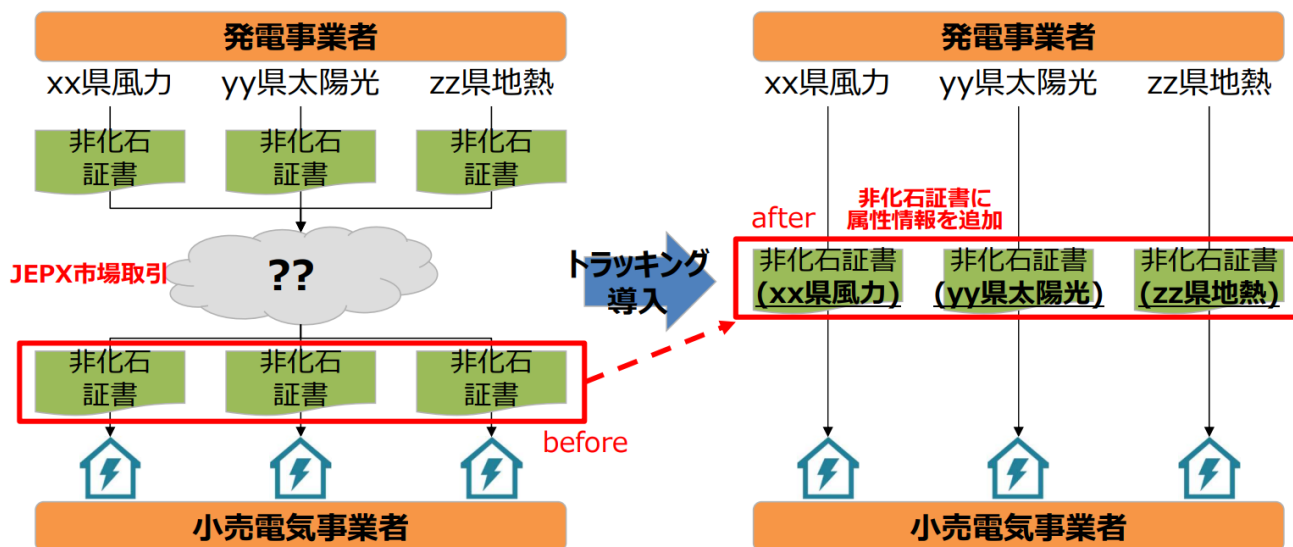 発電事業者
xx県風力
yy県太陽光
zz県地熱
非化石
証書
非化石
証書
非化石
証書
JEPX市場取引
??
非化石
証書
非化石
証書
非化石
証書
before
小売電気事業者
トラッキング
導入
発電事業者
xx県風力
yy県太陽光
zz県地熱
after
非化石証書に
属性情報を追加
非化石証書
(xx県風力)
非化石証書
(yy県太陽光)
非化石証書
(zz県地熱)
小売電気事業者